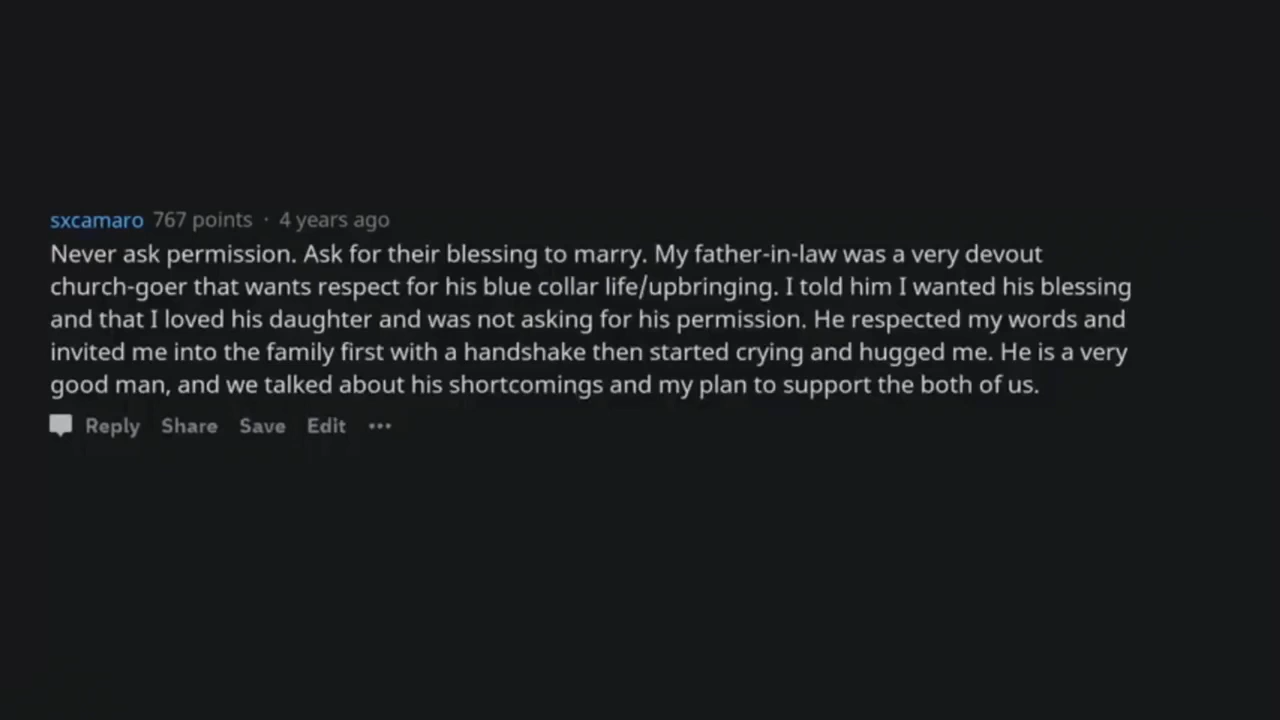 sxcamaro 767 points · 4 years ago
Never ask permission. Ask for their blessing to marry. My father-in-law was a very devout
church-goer that wants respect for his blue collar life/upbringing. I told him I wanted his blessing
and that I loved his daughter and was not asking for his permission. He respected my words and
invited me into the family first with a handshake then started crying and hugged me. He is a very
good man, and we talked about his shortcomings and my plan to support the both of us.
Reply Share Save Edit •••